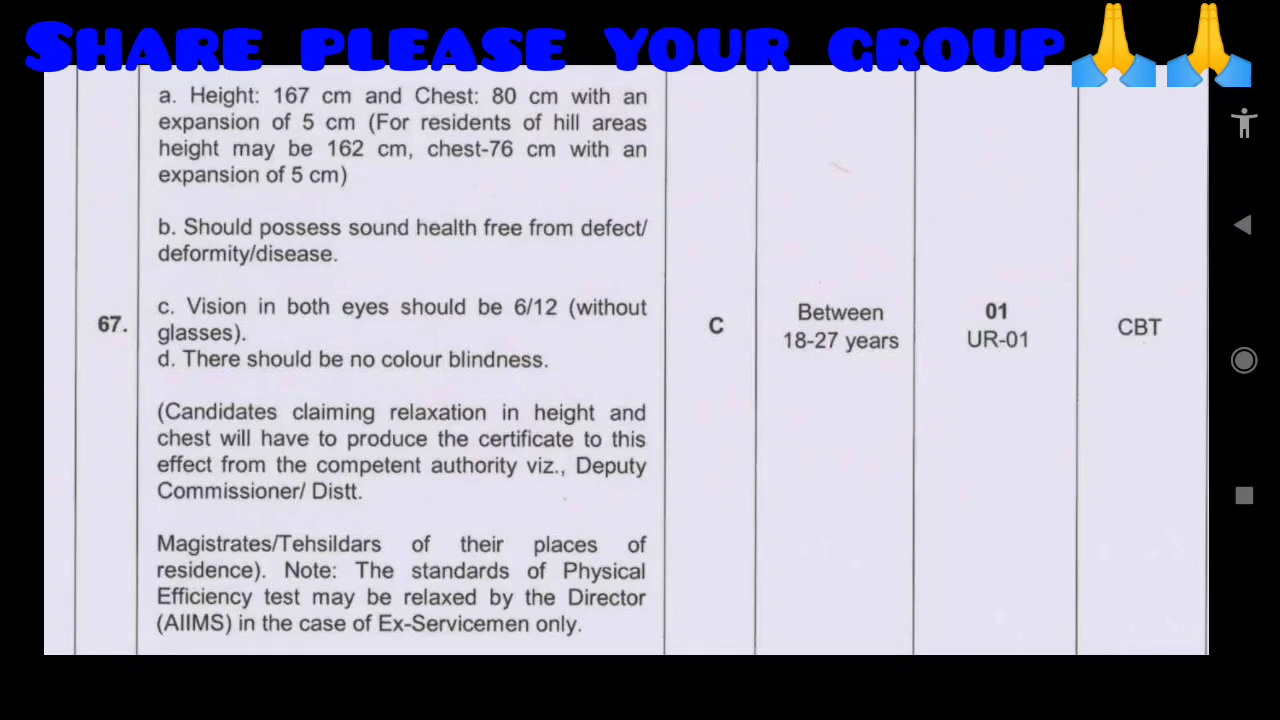 Share please your group🙏🙏
a. Height: 167 cm and Chest: 80 cm with an
expansion of 5 cm (For residents of hill areas
height may be 162 cm, chest-76 cm with an
expansion of 5 cm)
b. Should possess sound health free from defect/
deformity/disease.
c. Vision in both eyes should be 6/12 (without
glasses).
d. There should be no colour blindness.
(Candidates claiming relaxation in height and
chest will have to produce the certificate to this
effect from the competent authority viz., Deputy
Commissioner/ Distt.
Magistrates/Tehsildars of their places of
residence). Note: The standards of Physical
Efficiency test may be relaxed by the Director
(AIIMS) in the case of Ex-Servicemen only.
67.
C
Between
18-27 years
01
UR-01
CBT